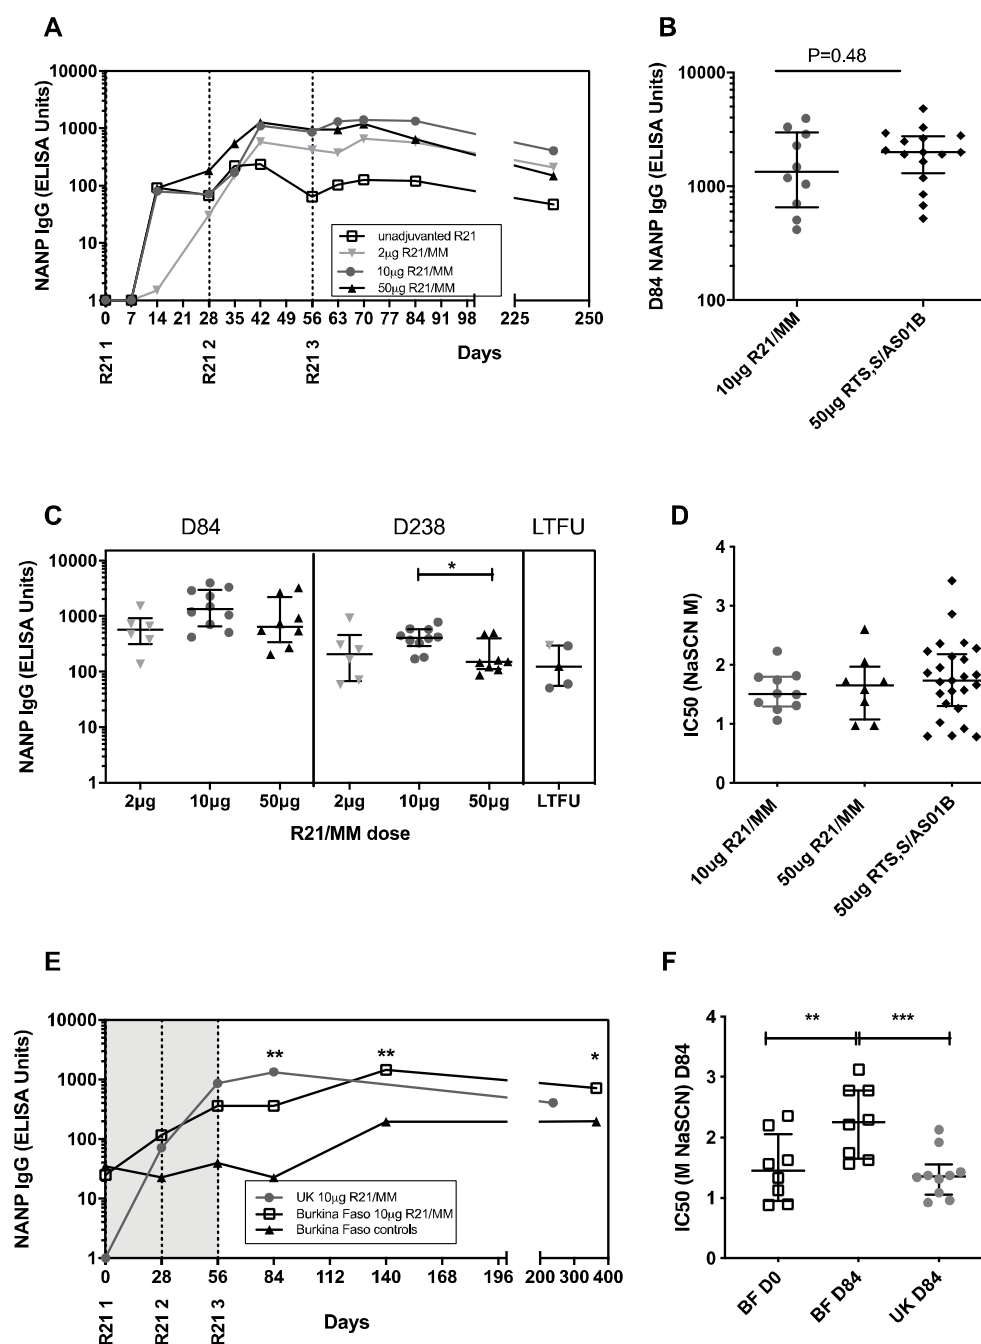 A
NANP IgG (ELISA Units)
10000
1000
100
10
1
0 7 14 21 28 35 42 49 56 63 70 77 84 91 98 225 250
R21 1
R21 2
R21 3
Days
unadjuvanted R21
2µg R21/MM
10µg R21/MM
50µg R21/MM
B
P=0.48
D84 NANP IgG (ELISA Units)
10000
1000
100
10µg R21/MM
50µg RTS,S/AS01B
C
D84 D238 LTFU
NANP IgG (ELISA Units)
10000
1000
100
10
1
*
2µg 10µg 50µg 2µg 10µg 50µg LTFU
R21/MM dose
D
IC50 (NaSCN M)
4
3
2
1
0
10ug R21/MM
50ug R21/MM
50ug RTS,S/AS01B
E
NANP IgG (ELISA Units)
10000
1000
100
10
1
** ** *
UK 10µg R21/MM
Burkina Faso 10µg R21/MM
Burkina Faso controls
0 28 56 84 112 140 168 196 200 300 400
R21 1
R21 2
R21 3
Days
F
IC50 (M NaSCN) D84
4
3
2
1
0
** ***
BF D0
BF D84
UK D84